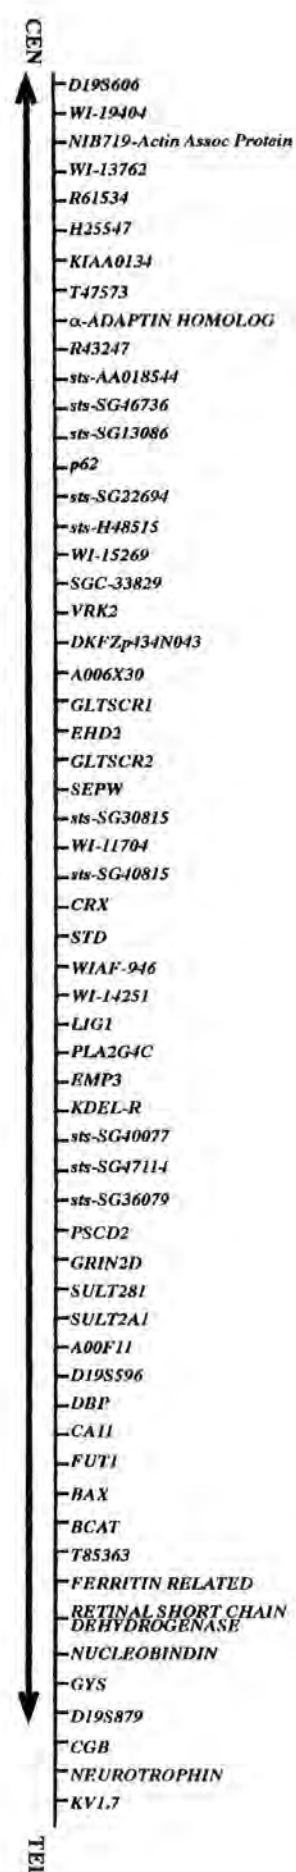 CEN
D19S606
WI-19404
NIB719-Actin Assoc Protein
WI-13762
R61534
H25547
KIAA0134
T47573
α-ADAPTIN HOMOLOG
R43247
sts-AA018544
sts-SG46736
sts-SG13086
p62
sts-SG22694
sts-H48515
WI-15269
SGC-33829
VRK2
DKFZp434N043
A006X30
GLTSCR1
EHD2
GLTSCR2
SEPW
sts-SG30815
WI-11704
sts-SG40815
CRX
STD
WIAF-946
WI-14251
LIG1
PLA2G4C
EMP3
KDEL-R
sts-SG40077
sts-SG47114
sts-SG36079
PSCD2
GRIN2D
SULT281
SULT2A1
A00F11
D19S596
DBP
CA11
FUT1
BAX
BCAT
T85363
FERRITIN RELATED
RETINAL SHORT CHAIN
DEHYDROGENASE
NUCLEOBINDIN
GYS
D19S879
CGB
NEUROTROPHIN
KV1.7
TEL